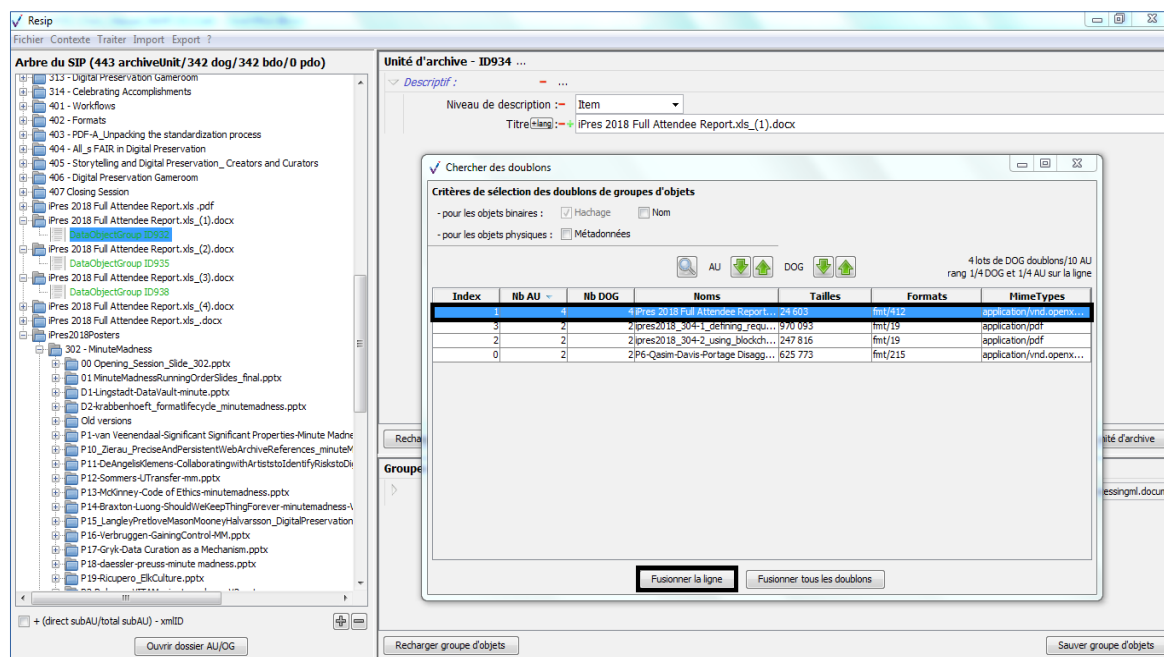 Resip
Fichier Contexte Traiter Import Export ?
Arbre du SIP (443 archiveUnit/342 dog/342 bdo/0 pdo)
313 - Digital Preservation Gameroom
314 - Celebrating Accomplishments
401 - Workflows
402 - Formats
403 - PDF-A_Unpacking the standardization process
404 - All_s FAIR in Digital Preservation
405 - Storytelling and Digital Preservation_ Creators and Curators
406 - Digital Preservation Gameroom
407 Closing Session
iPres 2018 Full Attendee Report.xls .pdf
iPres 2018 Full Attendee Report.xls_(1).docx
DataObjectGroup ID932
iPres 2018 Full Attendee Report.xls_(2).docx
DataObjectGroup ID935
iPres 2018 Full Attendee Report.xls_(3).docx
DataObjectGroup ID938
iPres 2018 Full Attendee Report.xls_(4).docx
iPres 2018 Full Attendee Report.xls_.docx
iPres2018Posters
302 - MinuteMadness
00 Opening_Session_Slide_302.pptx
01 MinuteMadnessRunningOrderSlides_final.pptx
D1-Lingstadt-DataVault-minute.pptx
D2-krabbenhoeft_formatlifecycle_minutemadness.pptx
Old versions
P1-van Veenendaal-Significant Significant Properties-Minute Madne
P10_Zierau_PreciseAndPersistentWebArchiveReferences_minuteM
P11-DeAngelisKlemens-CollaboratingwithArtiststoIdentifyRiskstoDi
P12-Sommers-UTransfer-mm.pptx
P13-McKinney-Code of Ethics-minutemadness.pptx
P14-Braxton-Luong-ShouldWeKeepThingForever-minutemadness-V
P15_LangleyPretloveMasonMooneyHalvarsson_DigitalPreservation
P16-Verbruggen-GainingControl-MM.pptx
P17-Gryk-Data Curation as a Mechanism.pptx
P18-daessler-preuss-minute madness.pptx
P19-Ricupero_ElkCulture.pptx
+ (direct subAU/total subAU) - xmlID
Ouvrir dossier AU/OG
Unité d'archive - ID934 ...
Descriptif : - ...
Niveau de description :- Item
Titre +lang :-+ iPres 2018 Full Attendee Report.xls_(1).docx
Chercher des doublons
Critères de sélection des doublons de groupes d'objets
- pour les objets binaires : Hachage Nom
- pour les objets physiques : Métadonnées
AU DOG
4 lots de DOG doublons/10 AU
rang 1/4 DOG et 1/4 AU sur la ligne
Index Nb AU Nb DOG Noms Tailles Formats MimeTypes
1 4 4 iPres 2018 Full Attendee Report... 24 603 fmt/412 application/vnd.openx...
3 2 2 ipres2018_304-1_defining_requ... 970 093 fmt/19 application/pdf
2 2 2 ipres2018_304-2_using_blockch... 247 816 fmt/19 application/pdf
0 2 2 P6-Qasim-Davis-Portage Disagg... 625 773 fmt/215 application/vnd.openx...
Fusionner la ligne Fusionner tous les doublons
Recha
nité d'archive
Groupe
essingml.docum
Recharger groupe d'objets Sauver groupe d'objets